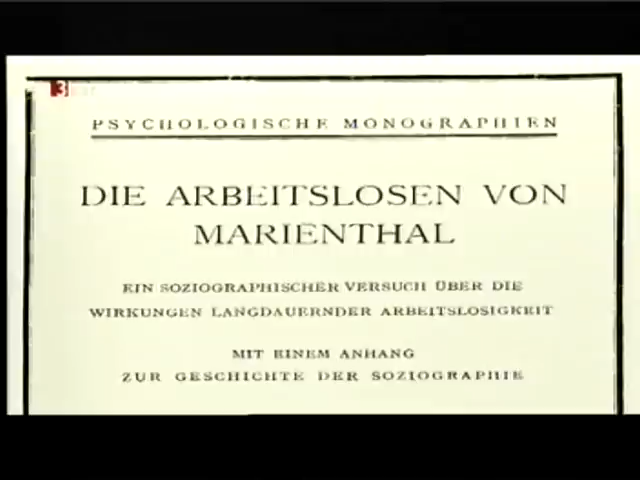 3sat
PSYCHOLOGISCHE MONOGRAPHIEN
DIE ARBEITSLOSEN VON
MARIENTHAL
EIN SOZIOGRAPHISCHER VERSUCH ÜBER DIE
WIRKUNGEN LANGDAUERNDER ARBEITSLOSIGKEIT
MIT EINEM ANHANG
ZUR GESCHICHTE DER SOZIOGRAPHIE